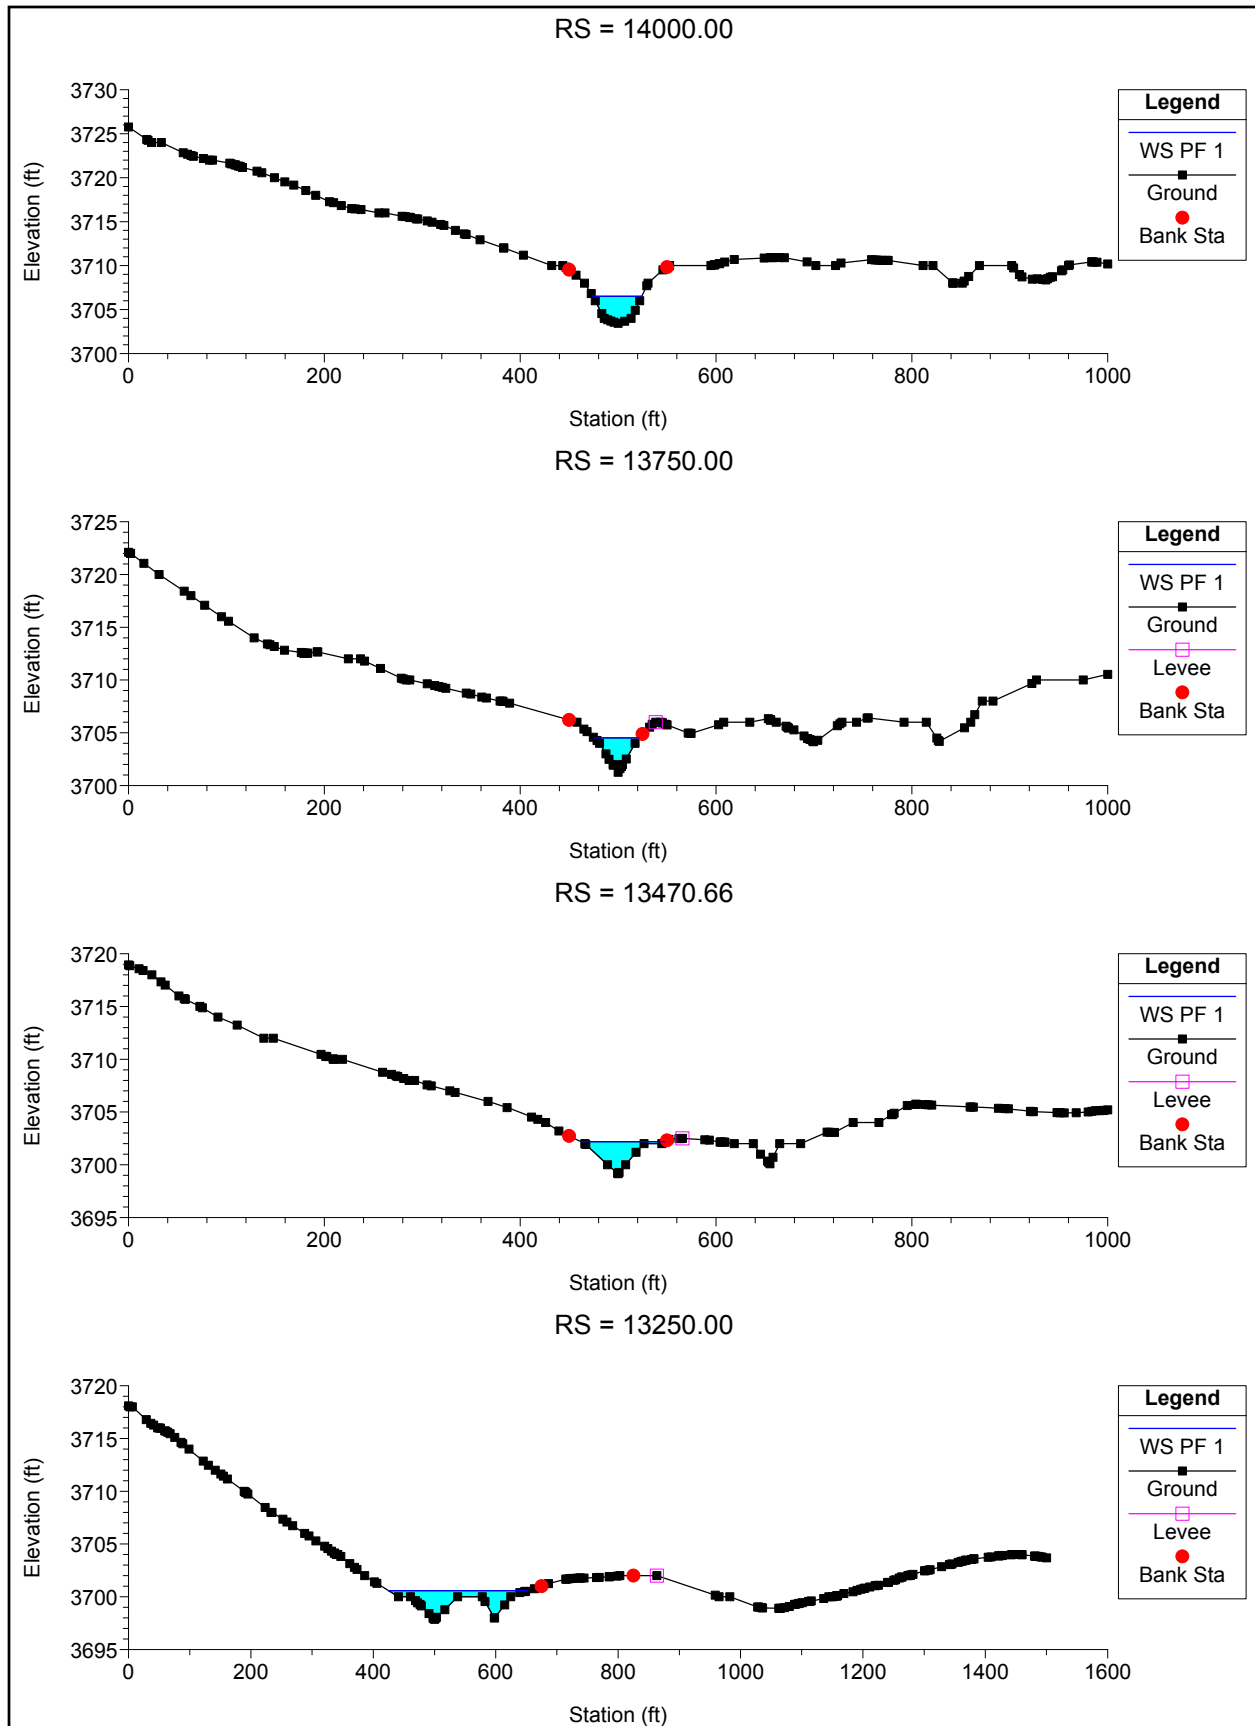 RS = 14000.00
3730
3725
3720
3715
3710
3705
3700
Elevation (ft)
0 200 400 600 800 1000
Station (ft)
Legend
WS PF 1
Ground
Bank Sta
RS = 13750.00
3725
3720
3715
3710
3705
3700
Elevation (ft)
0 200 400 600 800 1000
Station (ft)
Legend
WS PF 1
Ground
Levee
Bank Sta
RS = 13470.66
3720
3715
3710
3705
3700
3695
Elevation (ft)
0 200 400 600 800 1000
Station (ft)
Legend
WS PF 1
Ground
Levee
Bank Sta
RS = 13250.00
3720
3715
3710
3705
3700
3695
Elevation (ft)
0 200 400 600 800 1000 1200 1400 1600
Station (ft)
Legend
WS PF 1
Ground
Levee
Bank Sta